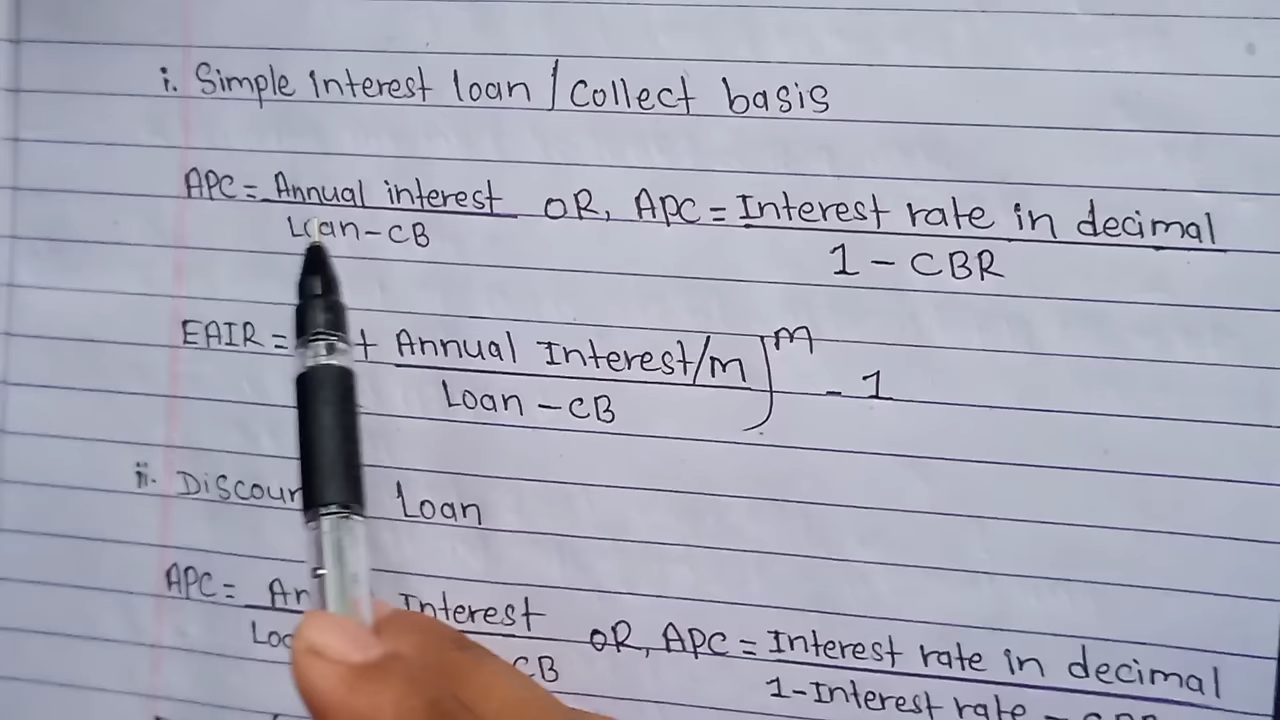 i. Simple interest loan / collect basis
APC = Annual interest / Loan - CB OR, APC = Interest rate in decimal / 1 - CBR
EAIR = + Annual Interest/m / Loan - CB )^m - 1
ii. Loan
APC = Interest / CB OR, APC = Interest rate in decimal / 1 - Interest rate -